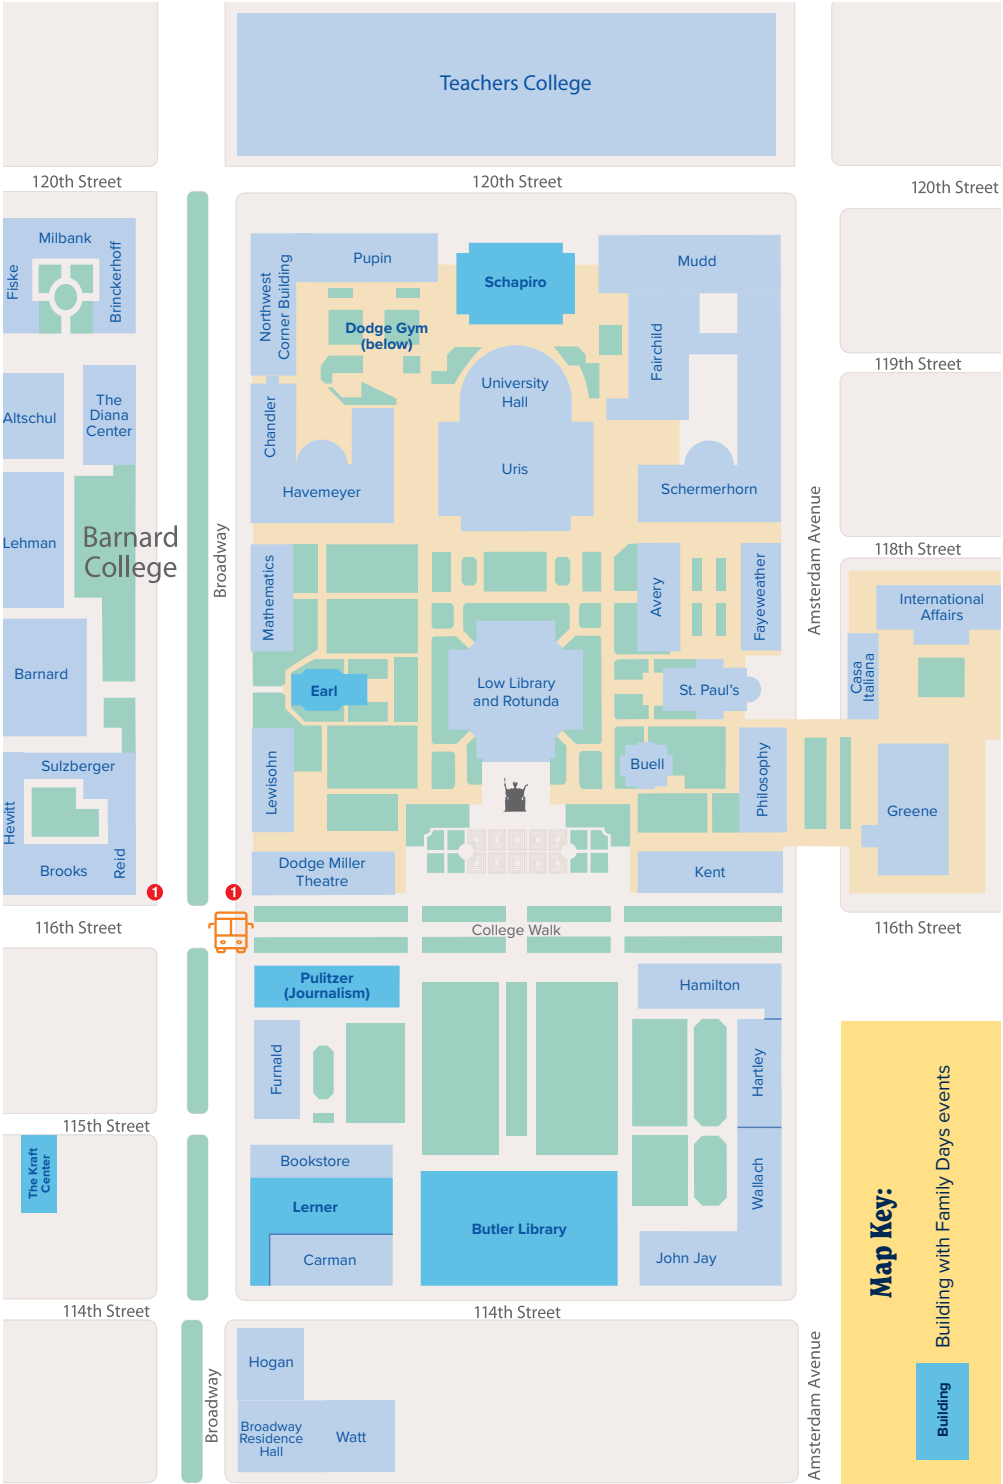 Teachers College
120th Street
120th Street
120th Street
Milbank
Fiske
Brinckerhoff
Northwest
Corner Building
Pupin
Schapiro
Mudd
Dodge Gym
(below)
Fairchild
119th Street
University
Hall
Altschul
The
Diana
Center
Chandler
Uris
Havemeyer
Schermerhorn
Lehman
Barnard
College
Broadway
Amsterdam Avenue
118th Street
Mathematics
Avery
Fayeweather
International
Affairs
Casa
Italiana
Barnard
Earl
Low Library
and Rotunda
St. Paul's
Lewisohn
Buell
Philosophy
Greene
Sulzberger
Hewitt
Brooks
Reid
Dodge Miller
Theatre
Kent
1
1
116th Street
College Walk
116th Street
Pulitzer
(Journalism)
Hamilton
Furnald
Hartley
115th Street
The Kraft
Center
Bookstore
Lerner
Carman
Butler Library
Wallach
John Jay
Map Key:
Building with Family Days events
Building
114th Street
114th Street
Broadway
Amsterdam Avenue
Hogan
Broadway
Residence
Hall
Watt